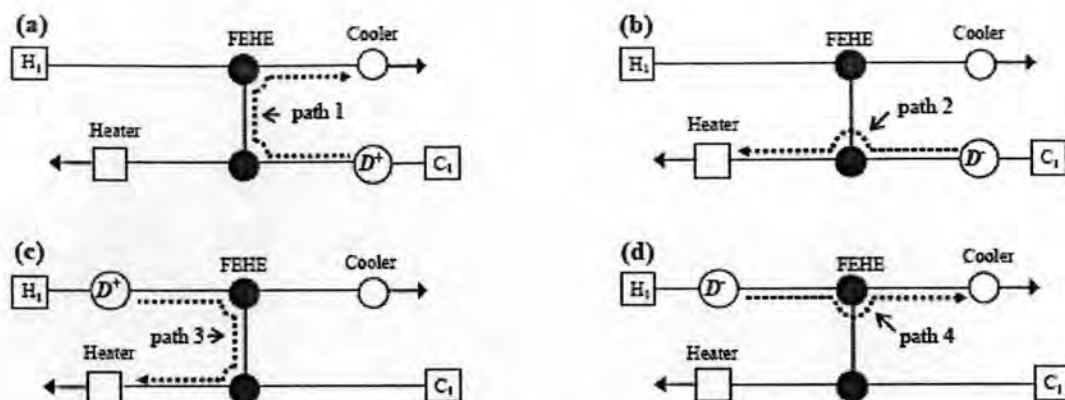 (a)
FEHE
Cooler
H₁
path 1
Heater
D⁺
C₁
(b)
FEHE
Cooler
H₁
Heater
path 2
D⁻
C₁
(c)
FEHE
Cooler
H₁
D⁺
path 3
Heater
C₁
(d)
FEHE
Cooler
H₁
D⁻
path 4
Heater
C₁